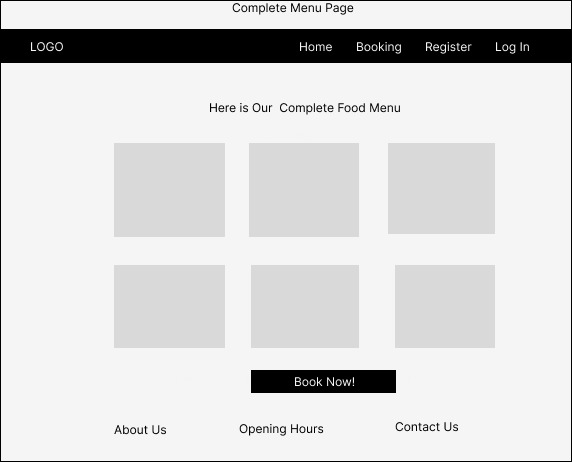 Complete Menu Page
LOGO Home Booking Register Log In
Here is Our Complete Food Menu
Book Now!
About Us Opening Hours Contact Us